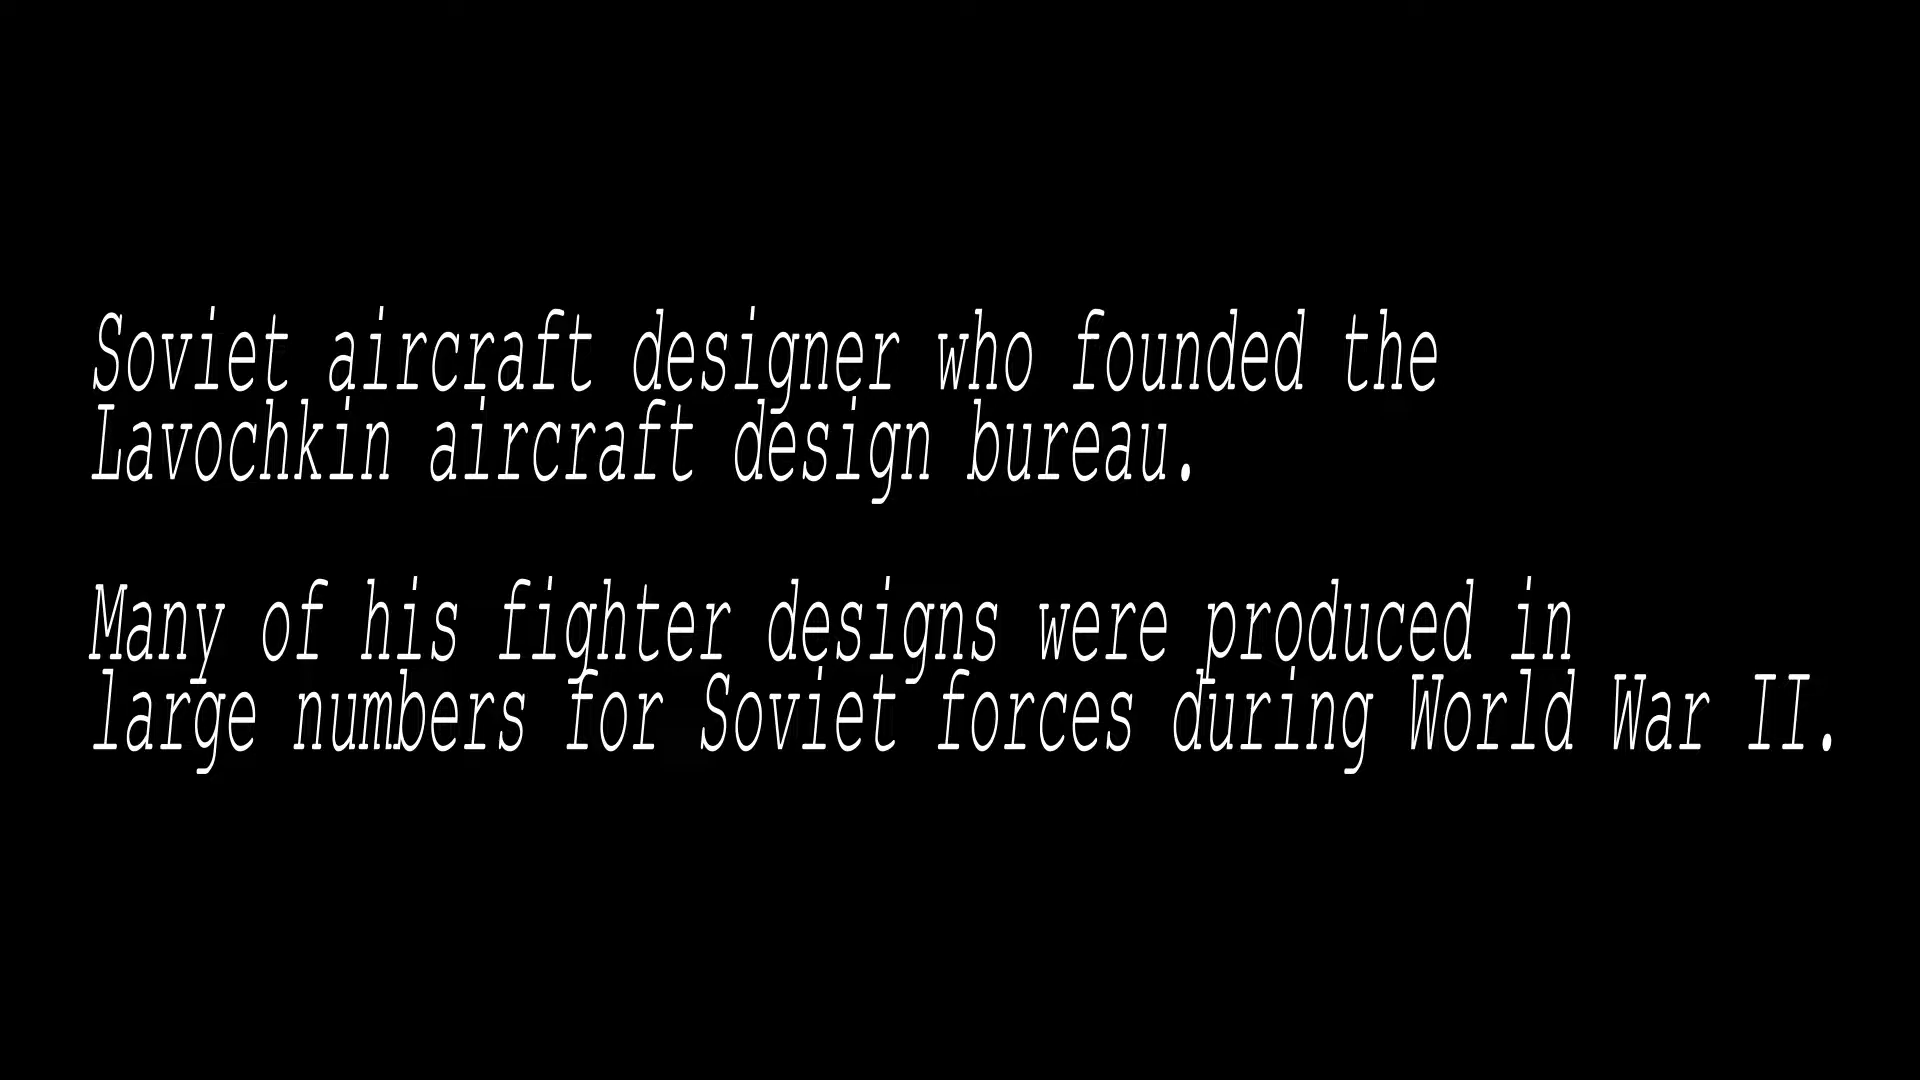 Soviet aircraft designer who founded the
Lavochkin aircraft design bureau.
Many of his fighter designs were produced in
large numbers for Soviet forces during World War II.